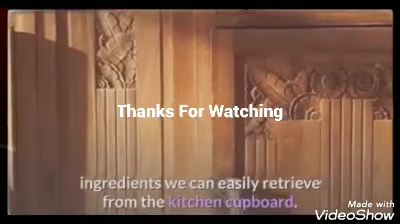 Thanks For Watching
ingredients we can easily retrieve
from the kitchen cupboard.
Made with
VideoShow